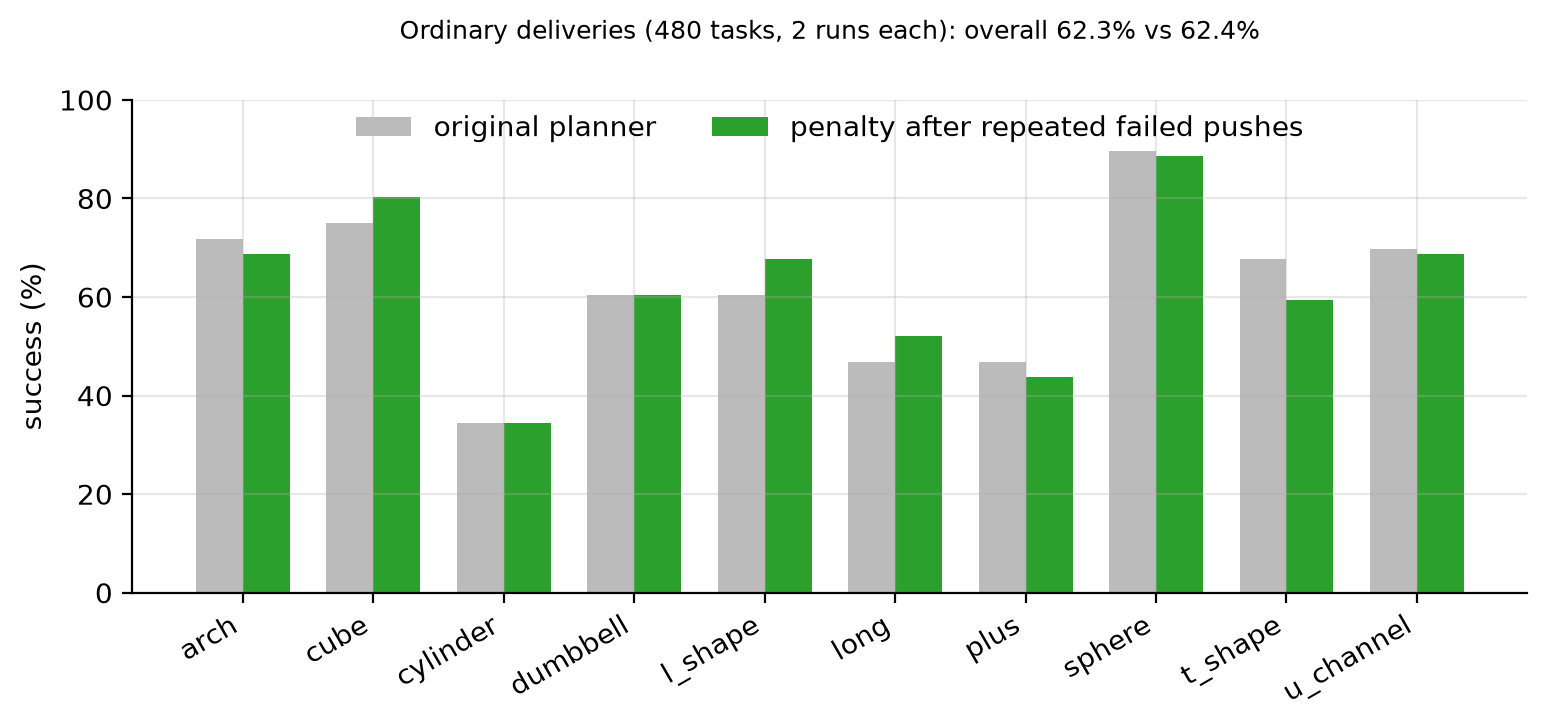 Ordinary deliveries (480 tasks, 2 runs each): overall 62.3% vs 62.4%
original planner
penalty after repeated failed pushes
success (%)
100
80
60
40
20
0
arch
cube
cylinder
dumbbell
l_shape
long
plus
sphere
t_shape
u_channel